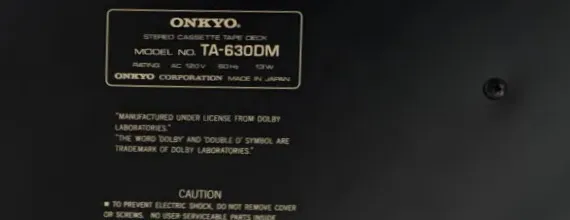 ONKYO.
STEREO CASSETTE TAPE DECK
MODEL NO. TA-630DM
RATING AC 120V 60Hz 13W
ONKYO CORPORATION MADE IN JAPAN
"MANUFACTURED UNDER LICENSE FROM DOLBY
LABORATORIES."
"THE WORD 'DOLBY' AND 'DOUBLE-D' SYMBOL ARE
TRADEMARK OF DOLBY LABORATORIES."
CAUTION
■ TO PREVENT ELECTRIC SHOCK, DO NOT REMOVE COVER
OR SCREWS. NO USER SERVICEABLE PARTS INSIDE